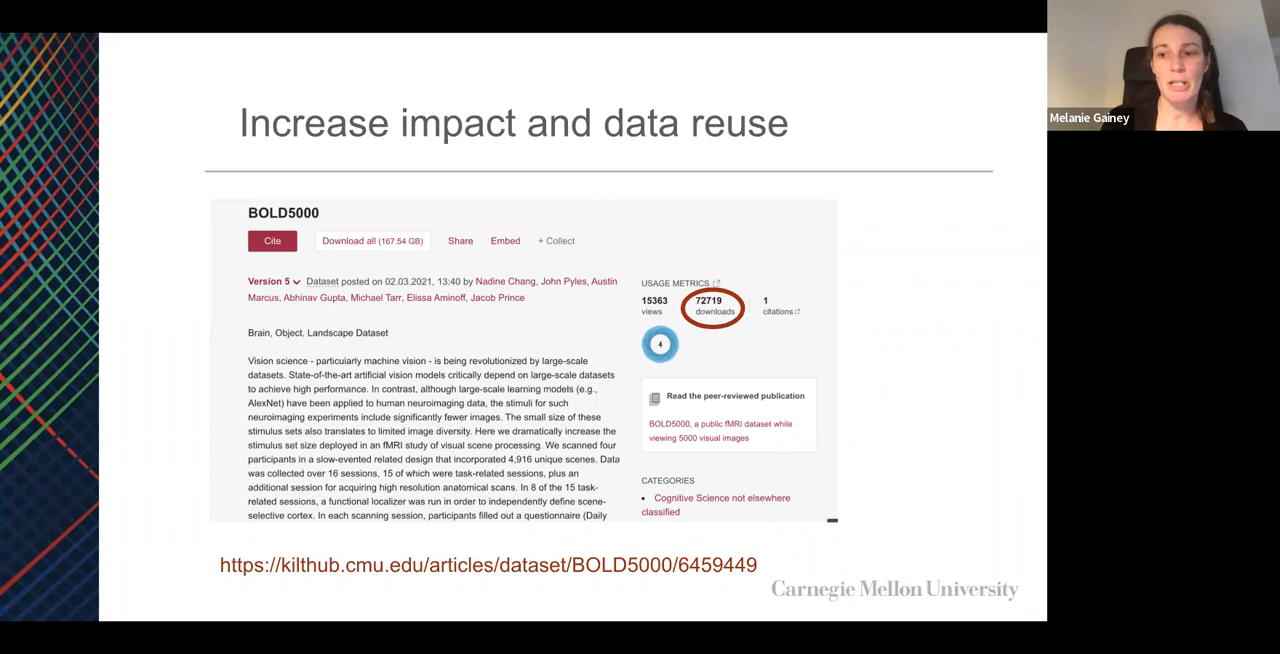 Increase impact and data reuse
BOLD5000
Cite Download all (167.54 GB) Share Embed + Collect
Version 5 Dataset posted on 02.03.2021, 13:40 by Nadine Chang, John Pyles, Austin
Marcus, Abhinav Gupta, Michael Tarr, Elissa Aminoff, Jacob Prince
Brain, Object, Landscape Dataset
Vision science - particularly machine vision - is being revolutionized by large-scale
datasets. State-of-the-art artificial vision models critically depend on large-scale datasets
to achieve high performance. In contrast, although large-scale learning models (e.g.,
AlexNet) have been applied to human neuroimaging data, the stimuli for such
neuroimaging experiments include significantly fewer images. The small size of these
stimulus sets also translates to limited image diversity. Here we dramatically increase the
stimulus set size deployed in an fMRI study of visual scene processing. We scanned four
participants in a slow-evented related design that incorporated 4,916 unique scenes. Data
was collected over 16 sessions, 15 of which were task-related sessions, plus an
additional session for acquiring high resolution anatomical scans. In 8 of the 15 task-
related sessions, a functional localizer was run in order to independently define scene-
selective cortex. In each scanning session, participants filled out a questionnaire (Daily
USAGE METRICS
15363 72719 1
views downloads citations
4
Read the peer-reviewed publication
BOLD5000, a public fMRI dataset while
viewing 5000 visual images
CATEGORIES
• Cognitive Science not elsewhere
classified
https://kilthub.cmu.edu/articles/dataset/BOLD5000/6459449
Carnegie Mellon University
Melanie Gainey